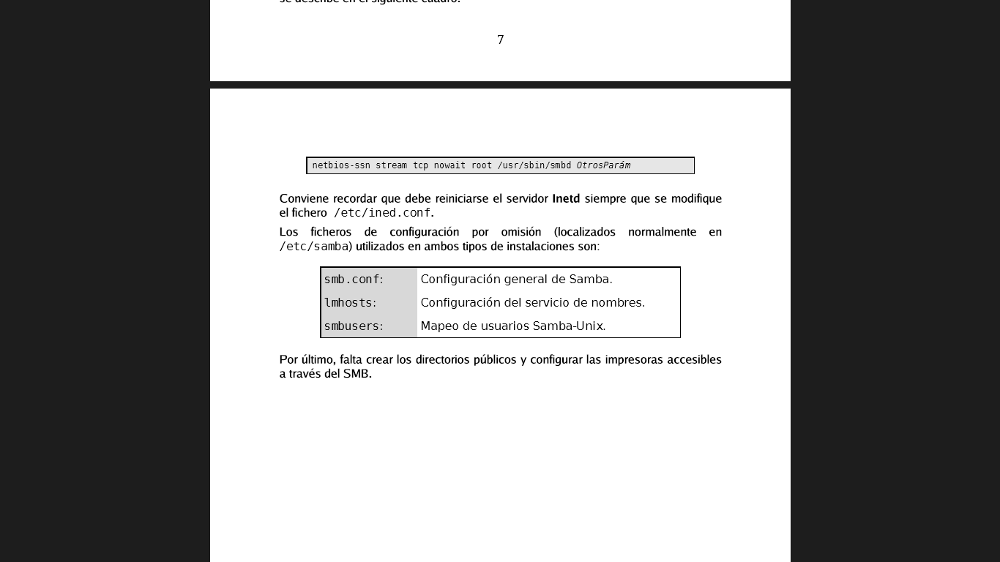 se describe en el siguiente cuadro.
7
netbios-ssn stream tcp nowait root /usr/sbin/smbd OtrosParám
Conviene recordar que debe reiniciarse el servidor Inetd siempre que se modifique
el fichero /etc/ined.conf.
Los ficheros de configuración por omisión (localizados normalmente en
/etc/samba) utilizados en ambos tipos de instalaciones son:
smb.conf: Configuración general de Samba.
lmhosts: Configuración del servicio de nombres.
smbusers: Mapeo de usuarios Samba-Unix.
Por último, falta crear los directorios públicos y configurar las impresoras accesibles
a través del SMB.